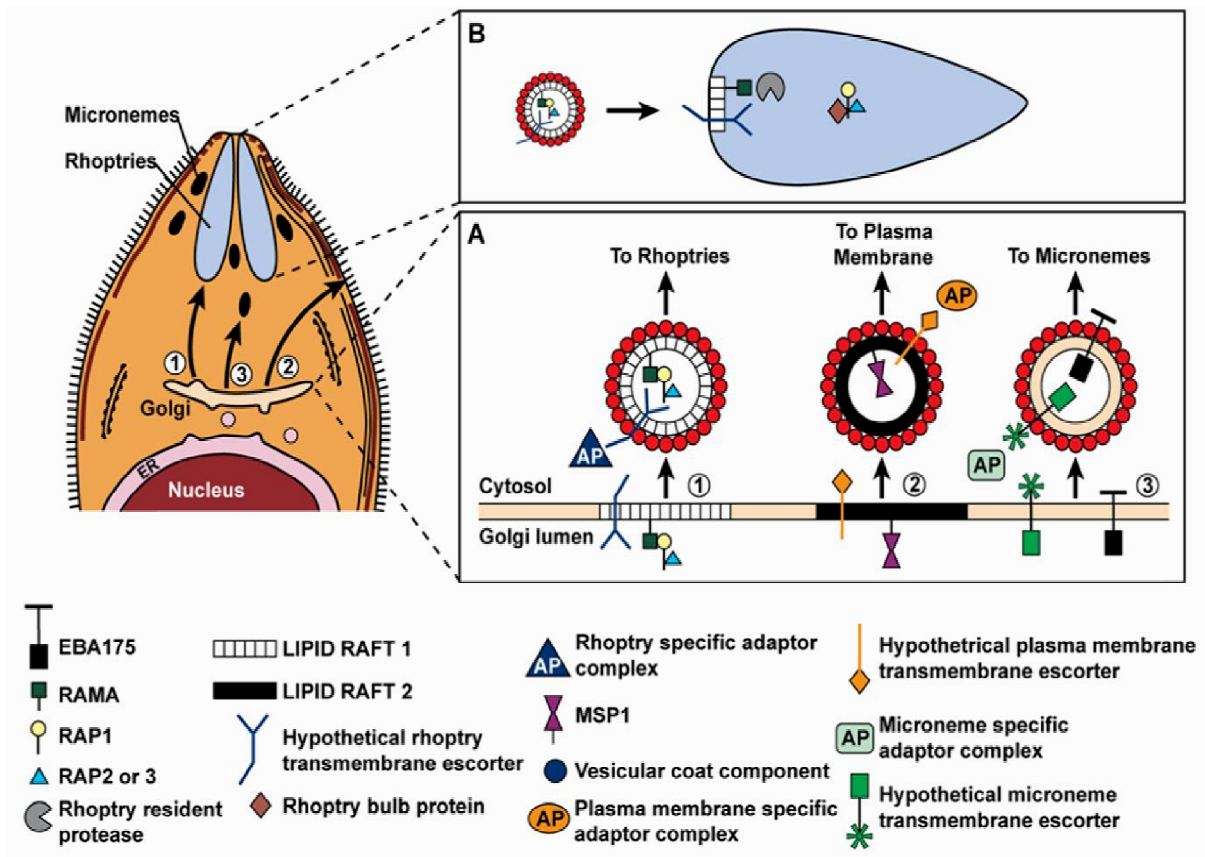 Micronemes
Rhoptries
1
3
2
Golgi
ER
Nucleus
B
A
To Rhoptries
To Plasma
Membrane
To Micronemes
AP
AP
AP
Cytosol
1
2
3
Golgi lumen
EBA175
RAMA
RAP1
RAP2 or 3
Rhoptry resident
protease
LIPID RAFT 1
LIPID RAFT 2
Hypothetical rhoptry
transmembrane escorter
Rhoptry bulb protein
AP
Rhoptry specific adaptor
complex
MSP1
Vesicular coat component
AP
Plasma membrane specific
adaptor complex
Hypothetrical plasma membrane
transmembrane escorter
AP
Microneme specific
adaptor complex
Hypothetical microneme
transmembrane escorter